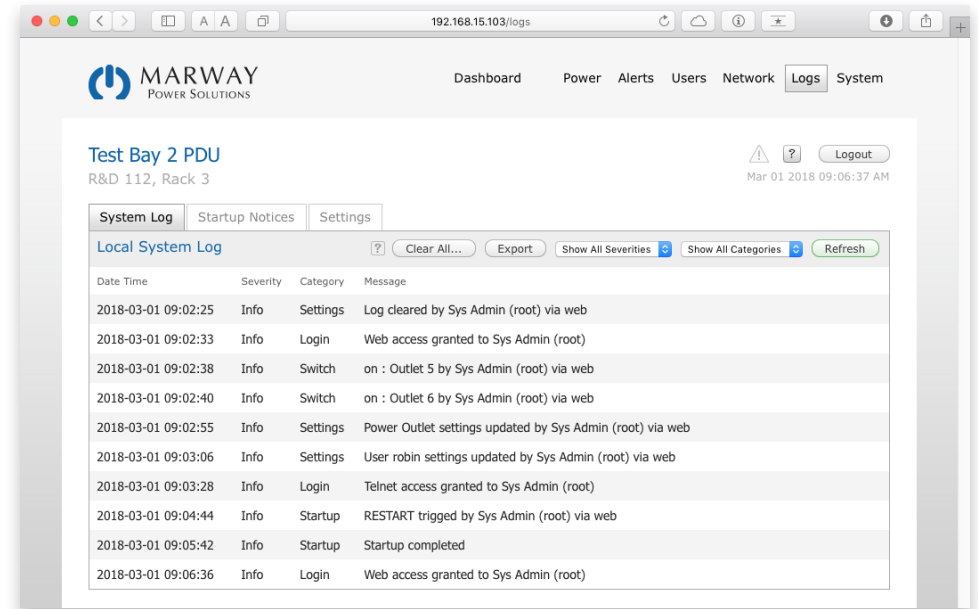 192.168.15.103/logs
A A
MARWAY
POWER SOLUTIONS
Dashboard Power Alerts Users Network Logs System
Test Bay 2 PDU
? Logout
R&D 112, Rack 3
Mar 01 2018 09:06:37 AM
System Log Startup Notices Settings
Local System Log ? Clear All... Export Show All Severities Show All Categories Refresh
Date Time Severity Category Message
2018-03-01 09:02:25 Info Settings Log cleared by Sys Admin (root) via web
2018-03-01 09:02:33 Info Login Web access granted to Sys Admin (root)
2018-03-01 09:02:38 Info Switch on : Outlet 5 by Sys Admin (root) via web
2018-03-01 09:02:40 Info Switch on : Outlet 6 by Sys Admin (root) via web
2018-03-01 09:02:55 Info Settings Power Outlet settings updated by Sys Admin (root) via web
2018-03-01 09:03:06 Info Settings User robin settings updated by Sys Admin (root) via web
2018-03-01 09:03:28 Info Login Telnet access granted to Sys Admin (root)
2018-03-01 09:04:44 Info Startup RESTART trigged by Sys Admin (root) via web
2018-03-01 09:05:42 Info Startup Startup completed
2018-03-01 09:06:36 Info Login Web access granted to Sys Admin (root)